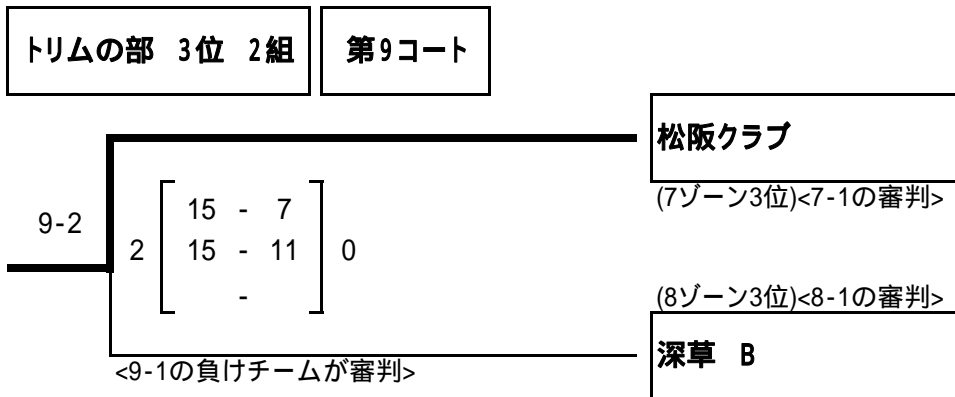 トリムの部 3位 2組 第9コート
松阪クラブ
(7ゾーン3位)<7-1の審判>
9-2
15 - 7
2 15 - 11 0
-
(8ゾーン3位)<8-1の審判>
深草 B
<9-1の負けチームが審判>